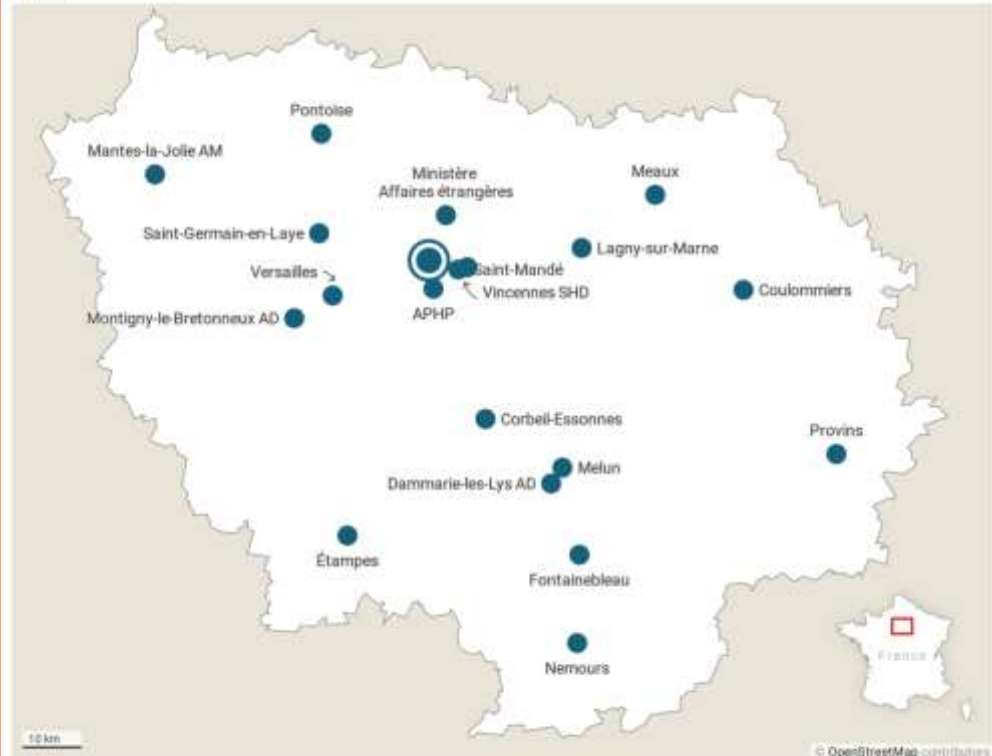 Pontoise
Mantes-la-Jolie AM
Ministère
Affaires étrangères
Meaux
Saint-Germain-en-Laye
Lagny-sur-Marne
Versailles
Saint-Mandé
Vincennes SHD
Coulommiers
Montigny-le-Bretonneux AD
APHP
Corbeil-Essonnes
Provins
Melun
Dammarie-les-Lys AD
Étampes
Fontainebleau
France
Nemours
10 km
© OpenStreetMap contributors